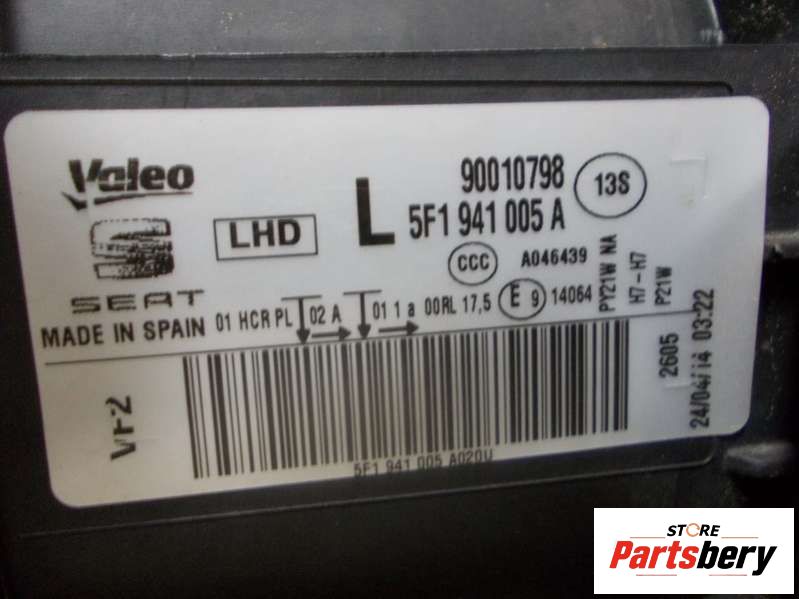 Valeo
SEAT
MADE IN SPAIN
LHD
L
90010798
5F1 941 005 A
13S
CCC A046439
01 HCR PL 02 A 01 1 a 00RL 17,5 E 9 14064
PY21W NA
H7-H7
P21W
2605
24/04/14 03:22
VF2
5F1 941 005 A020U
STORE
Partsbery